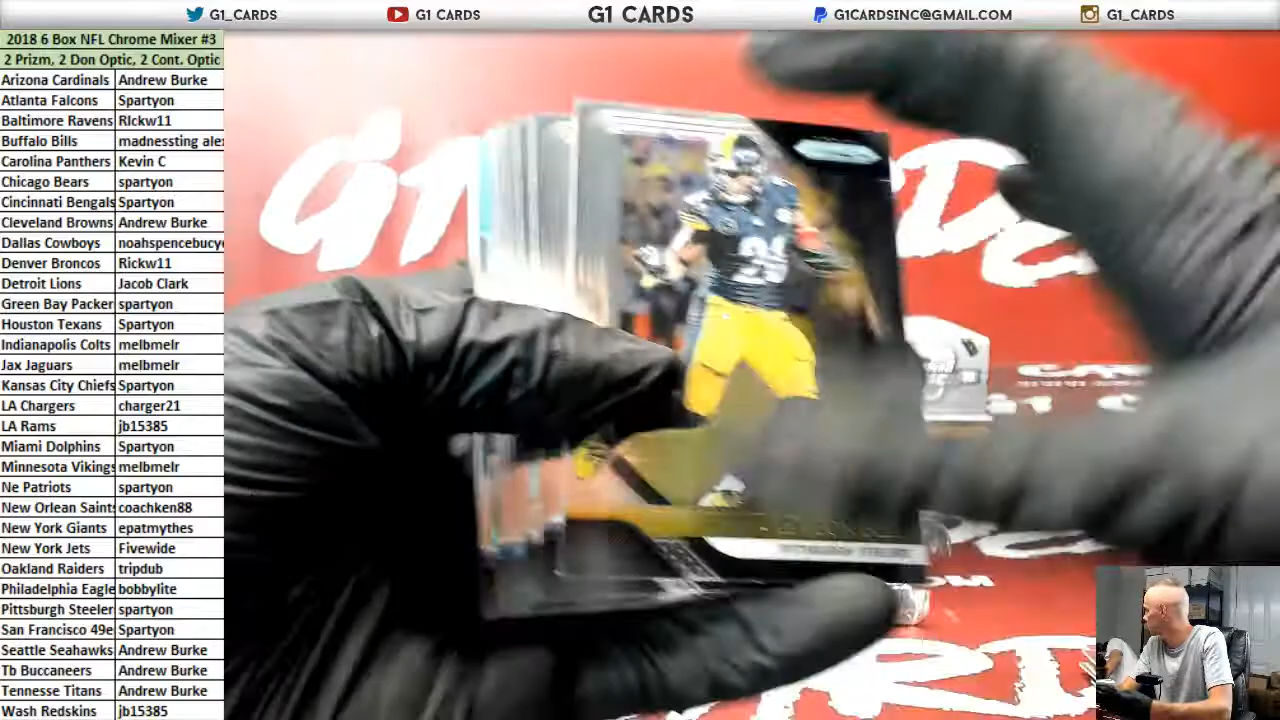 G1_CARDS
G1 CARDS
G1 CARDS
G1CARDSINC@GMAIL.COM
G1_CARDS
2018 6 Box NFL Chrome Mixer #3
2 Prizm, 2 Don Optic, 2 Cont. Optic
Arizona Cardinals Andrew Burke
Atlanta Falcons Spartyon
Baltimore Ravens RIckw11
Buffalo Bills madnessting ale
Carolina Panthers Kevin C
Chicago Bears spartyon
Cincinnati Bengals Spartyon
Cleveland Browns Andrew Burke
Dallas Cowboys noahspencebucy
Denver Broncos Rickw11
Detroit Lions Jacob Clark
Green Bay Packer spartyon
Houston Texans Spartyon
Indianapolis Colts melbmelr
Jax Jaguars melbmelr
Kansas City Chiefs Spartyon
LA Chargers charger21
LA Rams jb15385
Miami Dolphins Spartyon
Minnesota Vikings melbmelr
Ne Patriots spartyon
New Orlean Saints coachken88
New York Giants epatmythes
New York Jets Fivewide
Oakland Raiders tripdub
Philadelphia Eagle bobbylite
Pittsburgh Steeler spartyon
San Francisco 49e Spartyon
Seattle Seahawks Andrew Burke
Tb Buccaneers Andrew Burke
Tennesse Titans Andrew Burke
Wash Redskins jb15385